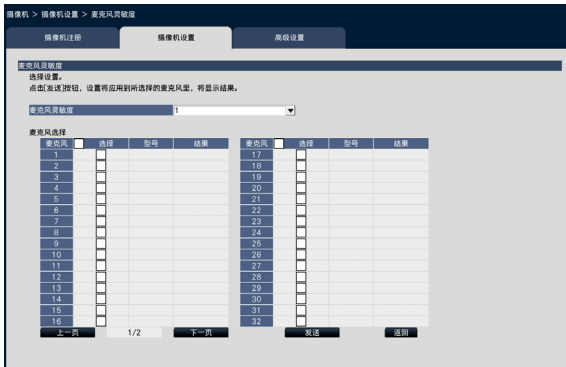 摄像机 > 摄像机设置 > 麦克风灵敏度
摄像机注册 摄像机设置 高级设置
麦克风灵敏度
选择设置。
点击[发送]按钮，设置将应用到所选择的麦克风里，将显示结果。
麦克风灵敏度 1
麦克风选择
麦克风 选择 型号 结果 麦克风 选择 型号 结果
1 17
2 18
3 19
4 20
5 21
6 22
7 23
8 24
9 25
10 26
11 27
12 28
13 29
14 30
15 31
16 32
上一页 1/2 下一页 发送 返回